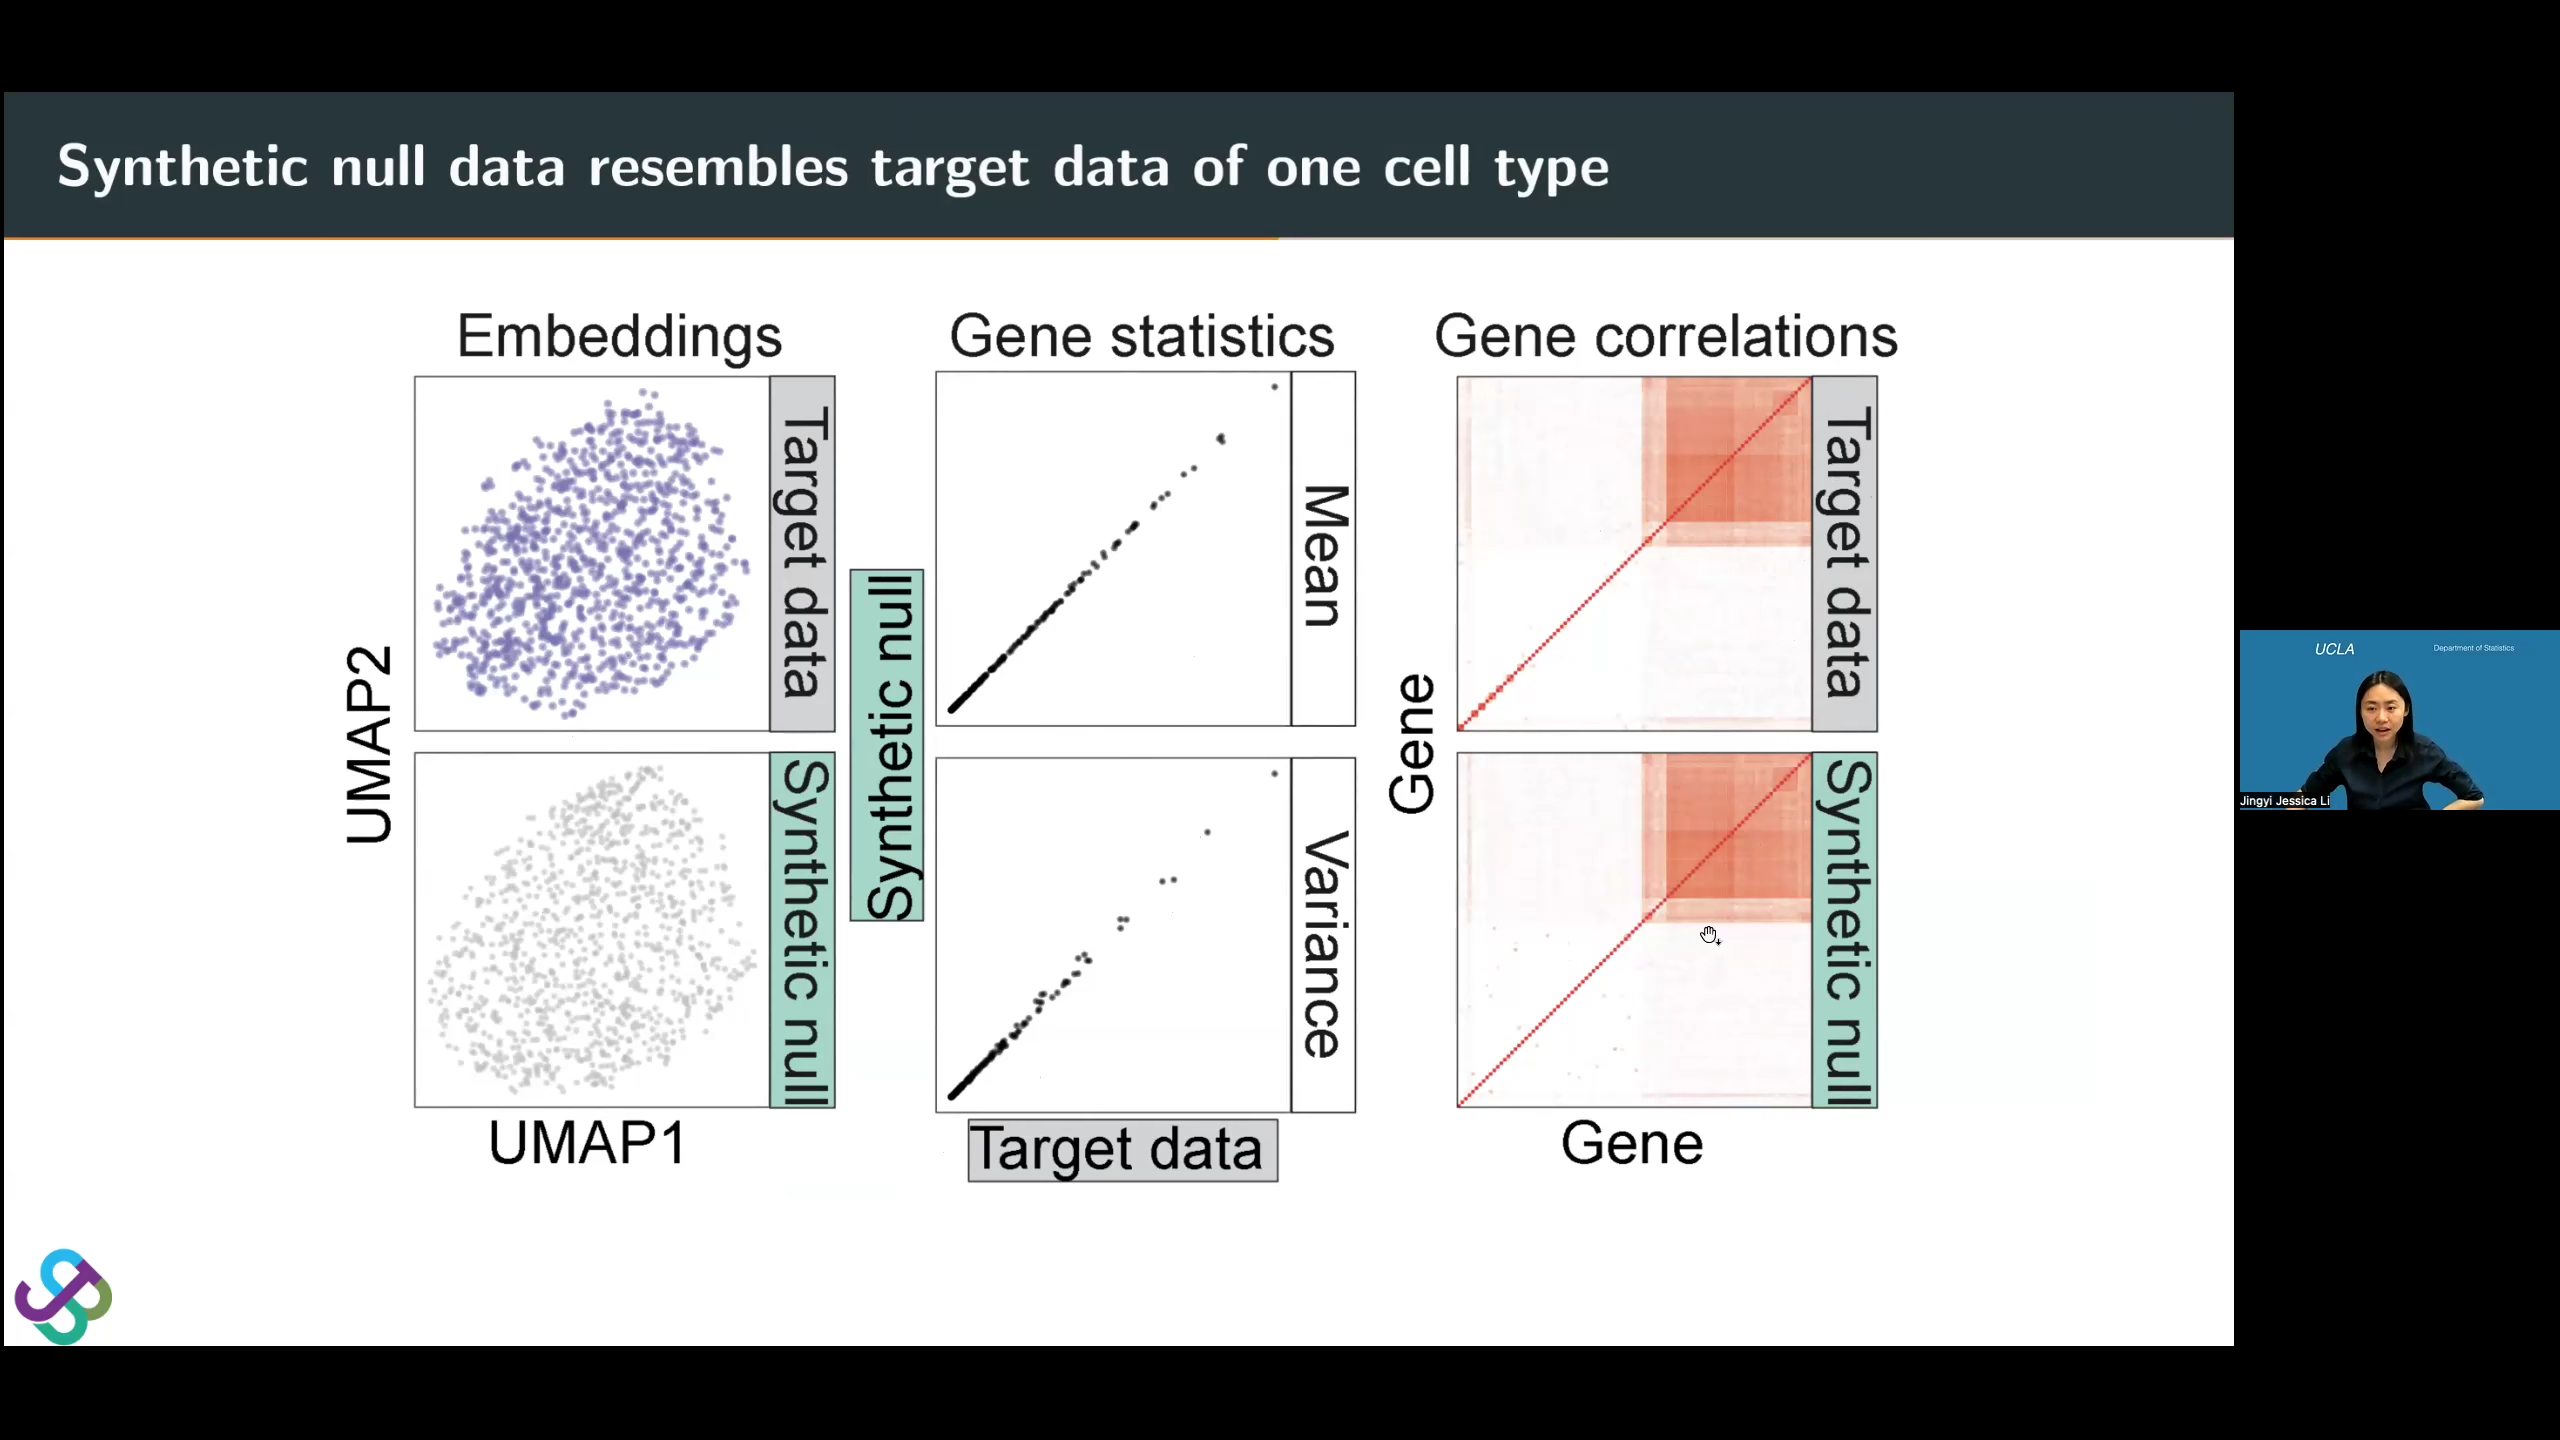 Synthetic null data resembles target data of one cell type
Embeddings
Gene statistics
Gene correlations
UMAP2
Target data
Synthetic null
UMAP1
Synthetic null
Mean
Variance
Target data
Gene
Target data
Synthetic null
Gene
UCLA
Department of Statistics
Jingyi Jessica Li